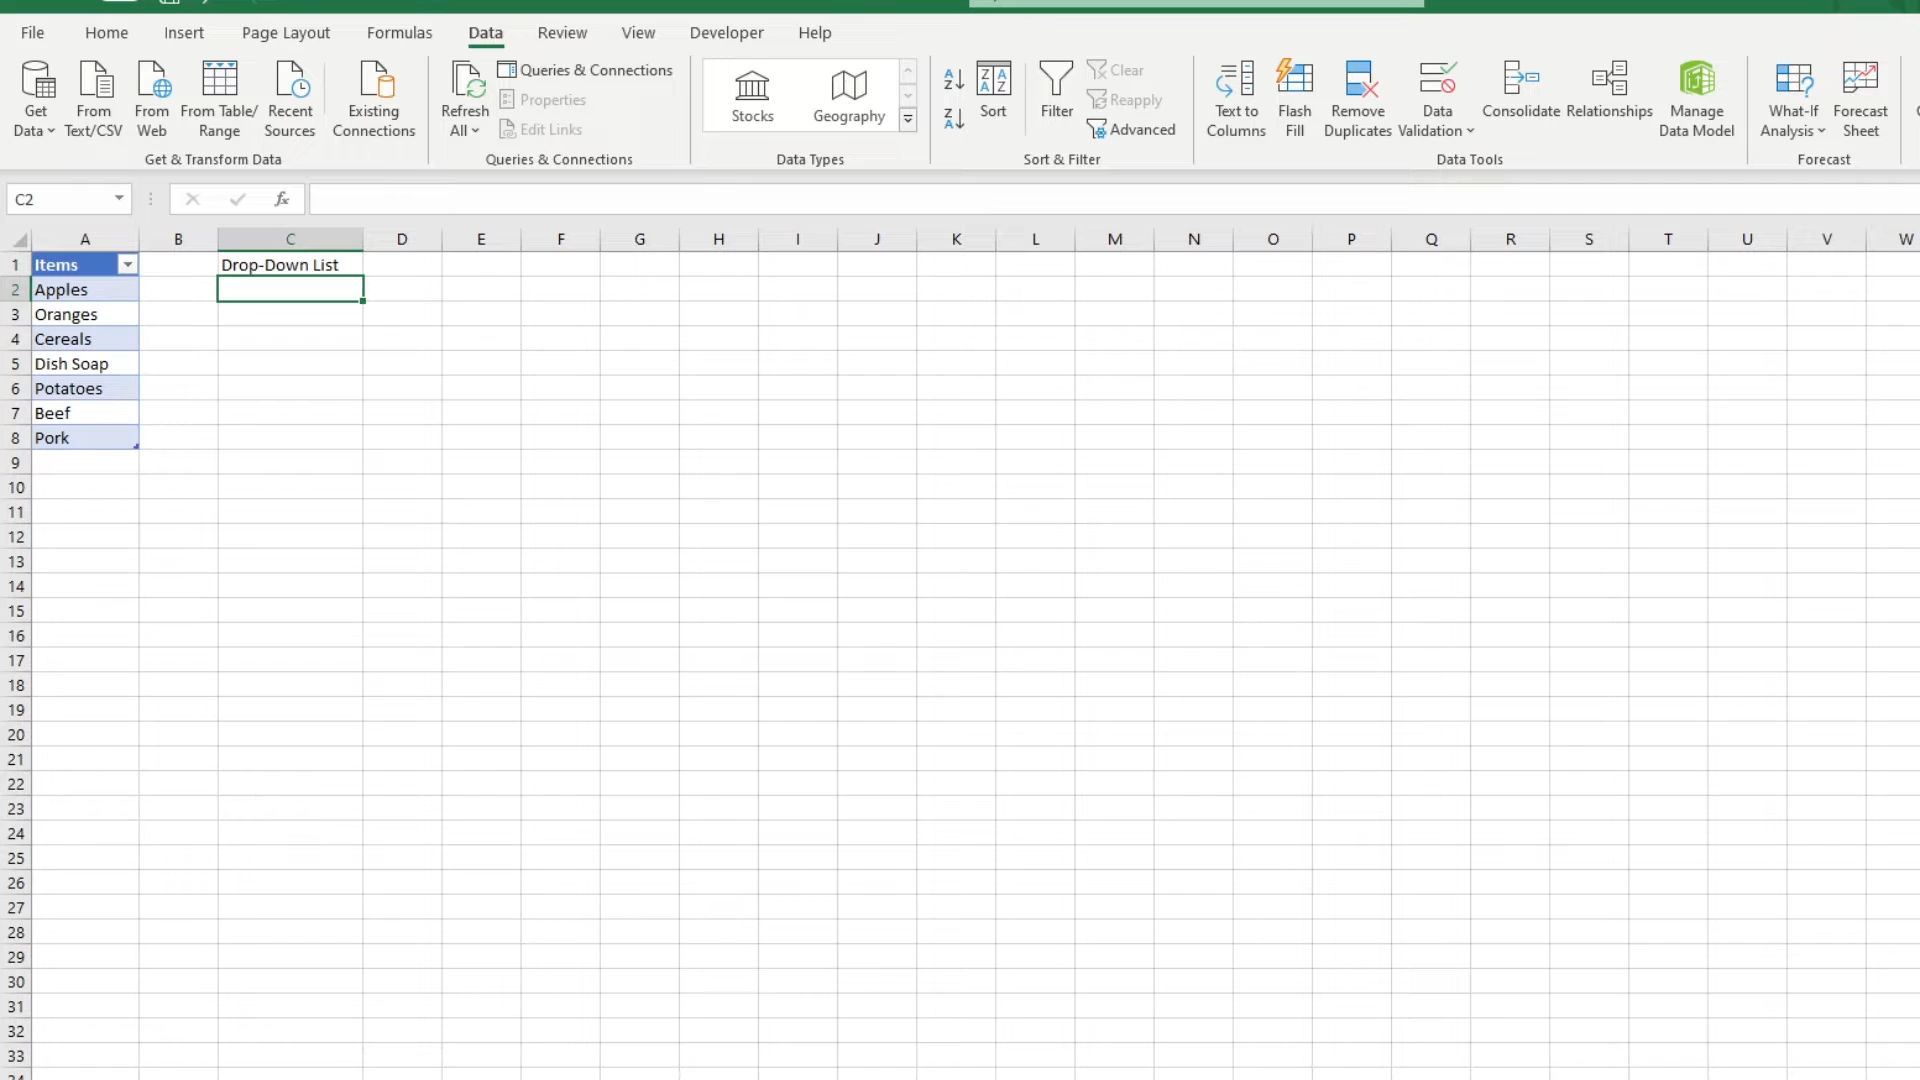 File Home Insert Page Layout Formulas Data Review View Developer Help
Get Data
From Text/CSV
From Web
From Table/ Range
Recent Sources
Existing Connections
Get & Transform Data
Refresh All
Queries & Connections
Properties
Edit Links
Queries & Connections
Stocks
Geography
Data Types
Sort
Filter
Clear
Reapply
Advanced
Sort & Filter
Text to Columns
Flash Fill
Remove Duplicates
Data Validation
Consolidate
Relationships
Manage Data Model
Data Tools
What-If Analysis
Forecast Sheet
Forecast
C2
fx
A B C D E F G H I J K L M N O P Q R S T U V W
1 Items Drop-Down List
2 Apples
3 Oranges
4 Cereals
5 Dish Soap
6 Potatoes
7 Beef
8 Pork
9
10
11
12
13
14
15
16
17
18
19
20
21
22
23
24
25
26
27
28
29
30
31
32
33